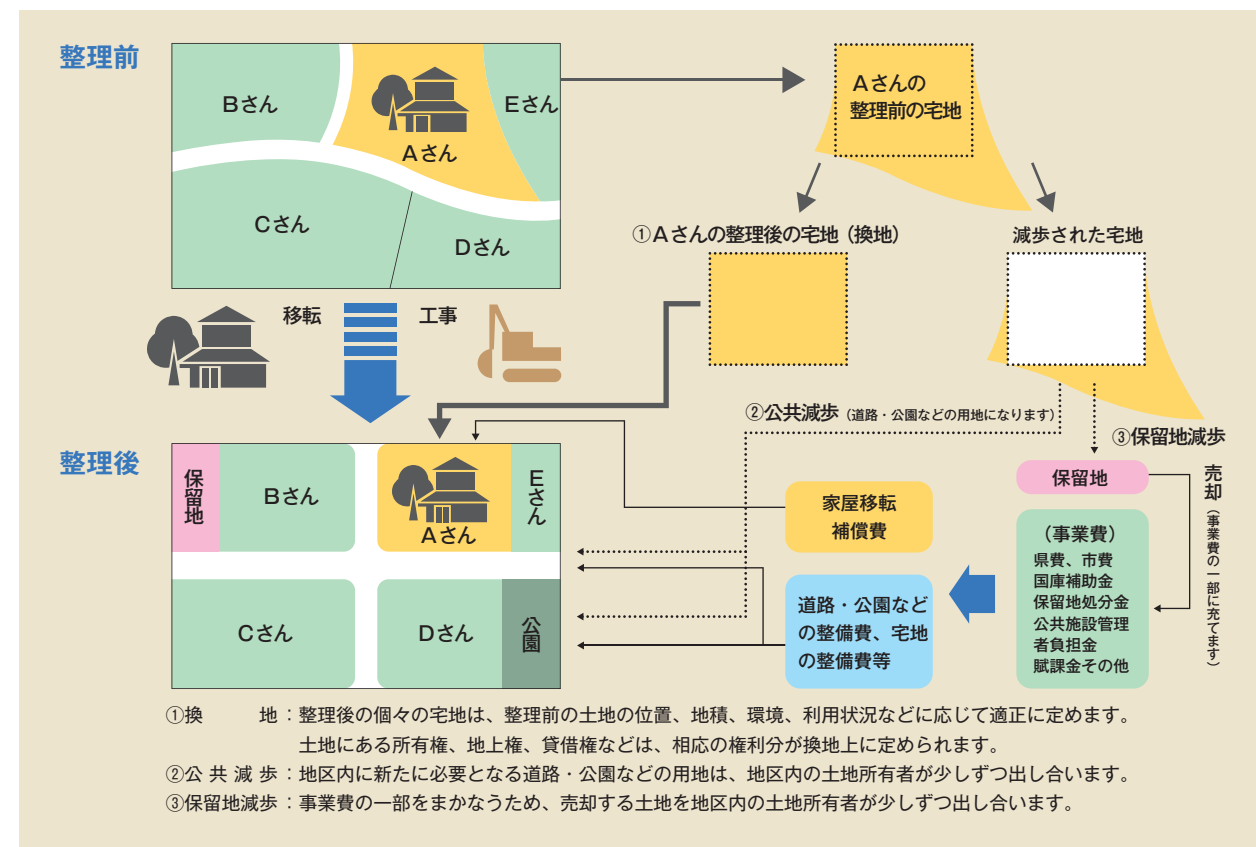 整理前
Bさん
Aさん
Eさん
Cさん
Dさん
Aさんの
整理前の宅地
①Aさんの整理後の宅地（換地）
減歩された宅地
移転
工事
②公共減歩（道路・公園などの用地になります）
③保留地減歩
整理後
保留地
Bさん
Aさん
Eさん
Cさん
Dさん
公園
家屋移転
補償費
道路・公園など
の整備費、宅地
の整備費等
保留地
売却（事業費の一部に充てます）
（事業費）
県費、市費
国庫補助金
保留地処分金
公共施設管理
者負担金
賦課金その他
①換　　　地：整理後の個々の宅地は、整理前の土地の位置、地積、環境、利用状況などに応じて適正に定めます。
土地にある所有権、地上権、貸借権などは、相応の権利分が換地上に定められます。
②公 共 減 歩：地区内に新たに必要となる道路・公園などの用地は、地区内の土地所有者が少しずつ出し合います。
③保留地減歩：事業費の一部をまかなうため、売却する土地を地区内の土地所有者が少しずつ出し合います。